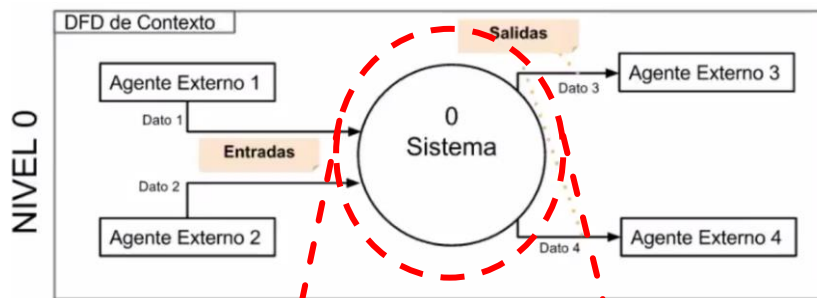 DFD de Contexto
NIVEL 0
Agente Externo 1
Dato 1
Entradas
Dato 2
Agente Externo 2
0
Sistema
Salidas
Dato 3
Agente Externo 3
Dato 4
Agente Externo 4